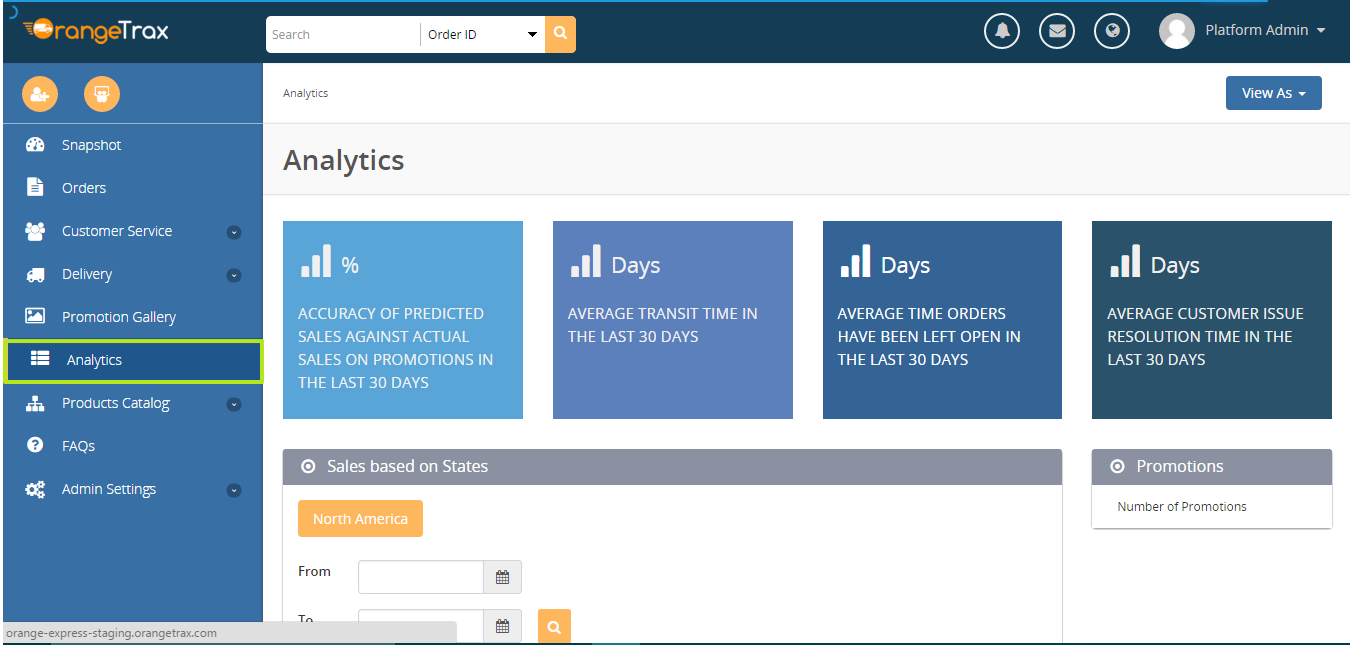 OrangeTrax
Search
Order ID
Platform Admin
Analytics
View As
Snapshot
Orders
Customer Service
Delivery
Promotion Gallery
Analytics
Products Catalog
FAQs
Admin Settings
Analytics
%
ACCURACY OF PREDICTED
SALES AGAINST ACTUAL
SALES ON PROMOTIONS IN
THE LAST 30 DAYS
Days
AVERAGE TRANSIT TIME IN
THE LAST 30 DAYS
Days
AVERAGE TIME ORDERS
HAVE BEEN LEFT OPEN IN
THE LAST 30 DAYS
Days
AVERAGE CUSTOMER ISSUE
RESOLUTION TIME IN THE
LAST 30 DAYS
Sales based on States
North America
From
To
Promotions
Number of Promotions
orange-express-staging.orangetrax.com